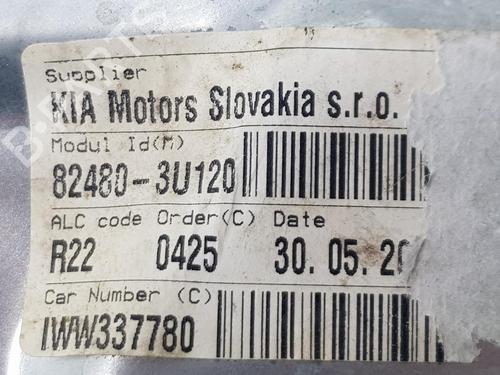 Supplier
KIA Motors Slovakia s.r.o.
Modul Id(M)
82480-3U120
ALC code Order(C) Date
R22 0425 30. 05. 20
Car Number (C)
IWW337780
B-PARTS